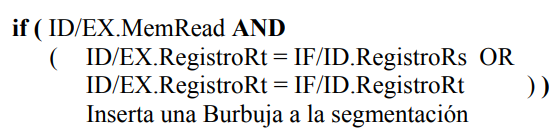 if ( ID/EX.MemRead AND
( ID/EX.RegistroRt = IF/ID.RegistroRs OR
ID/EX.RegistroRt = IF/ID.RegistroRt ) )
Inserta una Burbuja a la segmentación